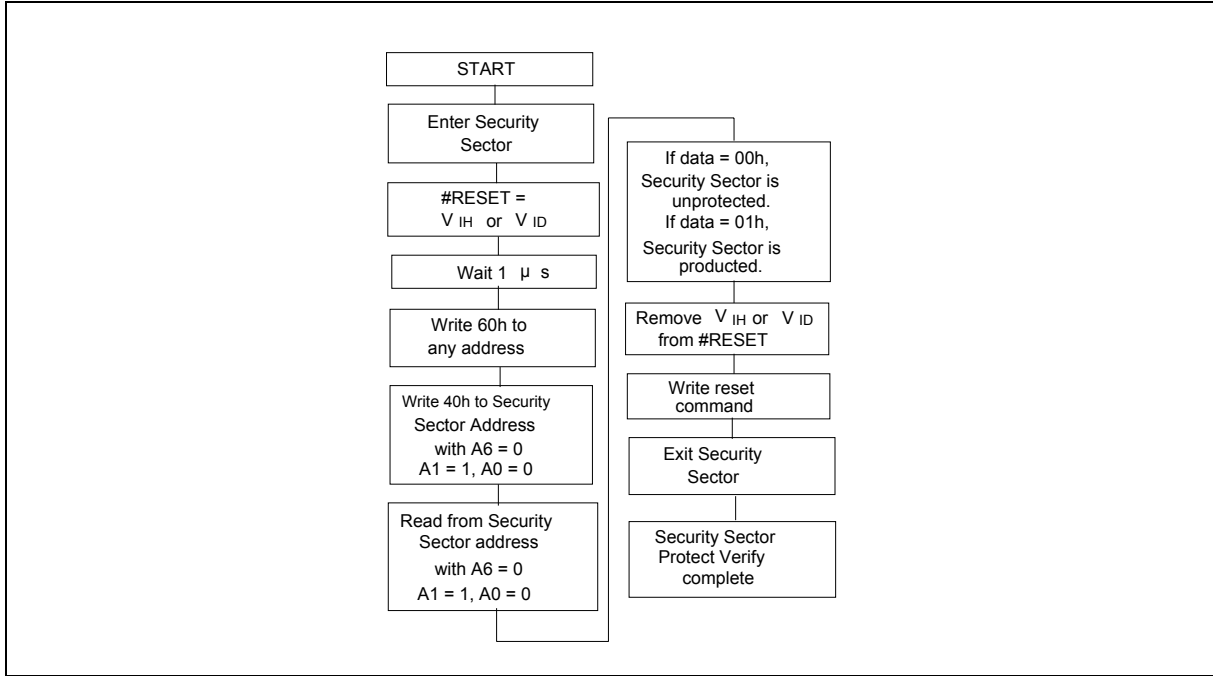 START
Enter Security
Sector
#RESET =
V IH or V ID
Wait 1 µ s
Write 60h to
any address
Write 40h to Security
Sector Address
with A6 = 0
A1 = 1, A0 = 0
Read from Security
Sector address
with A6 = 0
A1 = 1, A0 = 0
If data = 00h,
Security Sector is
unprotected.
If data = 01h,
Security Sector is
producted.
Remove V IH or V ID
from #RESET
Write reset
command
Exit Security
Sector
Security Sector
Protect Verify
complete